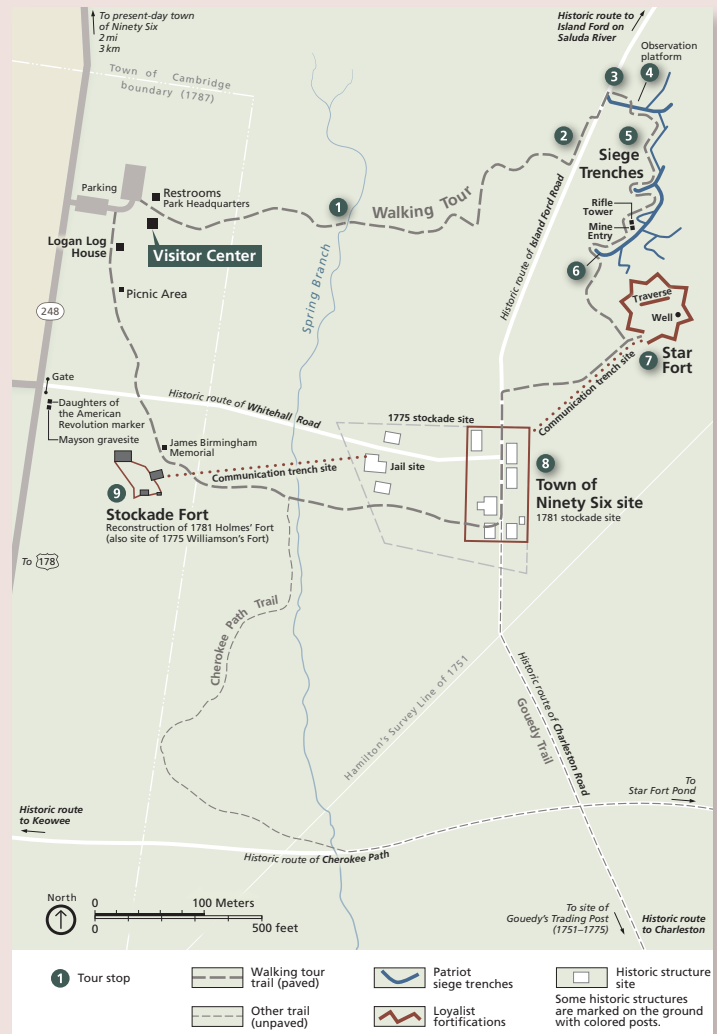 To present-day town
of Ninety Six
2 mi
3 km
Historic route to
Island Ford on
Saluda River
Observation
platform
Town of Cambridge
boundary (1787)
3
4
2
5
Siege
Trenches
Parking
Restrooms
Park Headquarters
1
Walking Tour
Rifle
Tower
Mine
Entry
Logan Log
House
Visitor Center
Historic route of Island Ford Road
6
Picnic Area
Spring Branch
Traverse
Well
248
7
Star
Fort
Communication trench site
Gate
Daughters of
the American
Revolution marker
Mayson gravesite
Historic route of Whitehall Road
1775 stockade site
James Birmingham
Memorial
Communication trench site
Jail site
8
Town of
Ninety Six site
1781 stockade site
9
Stockade Fort
Reconstruction of 1781 Holmes' Fort
(also site of 1775 Williamson's Fort)
To 178
Cherokee Path Trail
Hamilton's Survey Line of 1751
Historic route of Charleston Road
Gouedy Trail
To
Star Fort Pond
Historic route
to Keowee
Historic route of Cherokee Path
North
0 100 Meters
0 500 feet
To site of
Gouedy's Trading Post
(1751–1775)
Historic route
to Charleston
1 Tour stop
Walking tour
trail (paved)
Other trail
(unpaved)
Patriot
siege trenches
Loyalist
fortifications
Historic structure
site
Some historic structures
are marked on the ground
with colored posts.